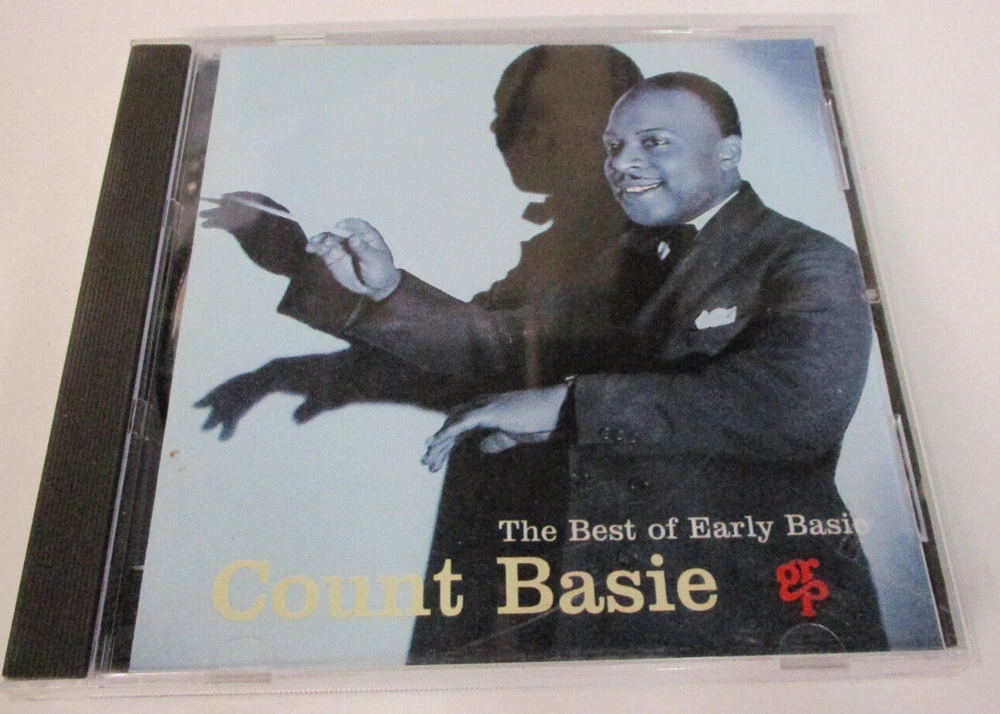 The Best of Early Basie
Count Basie
grp